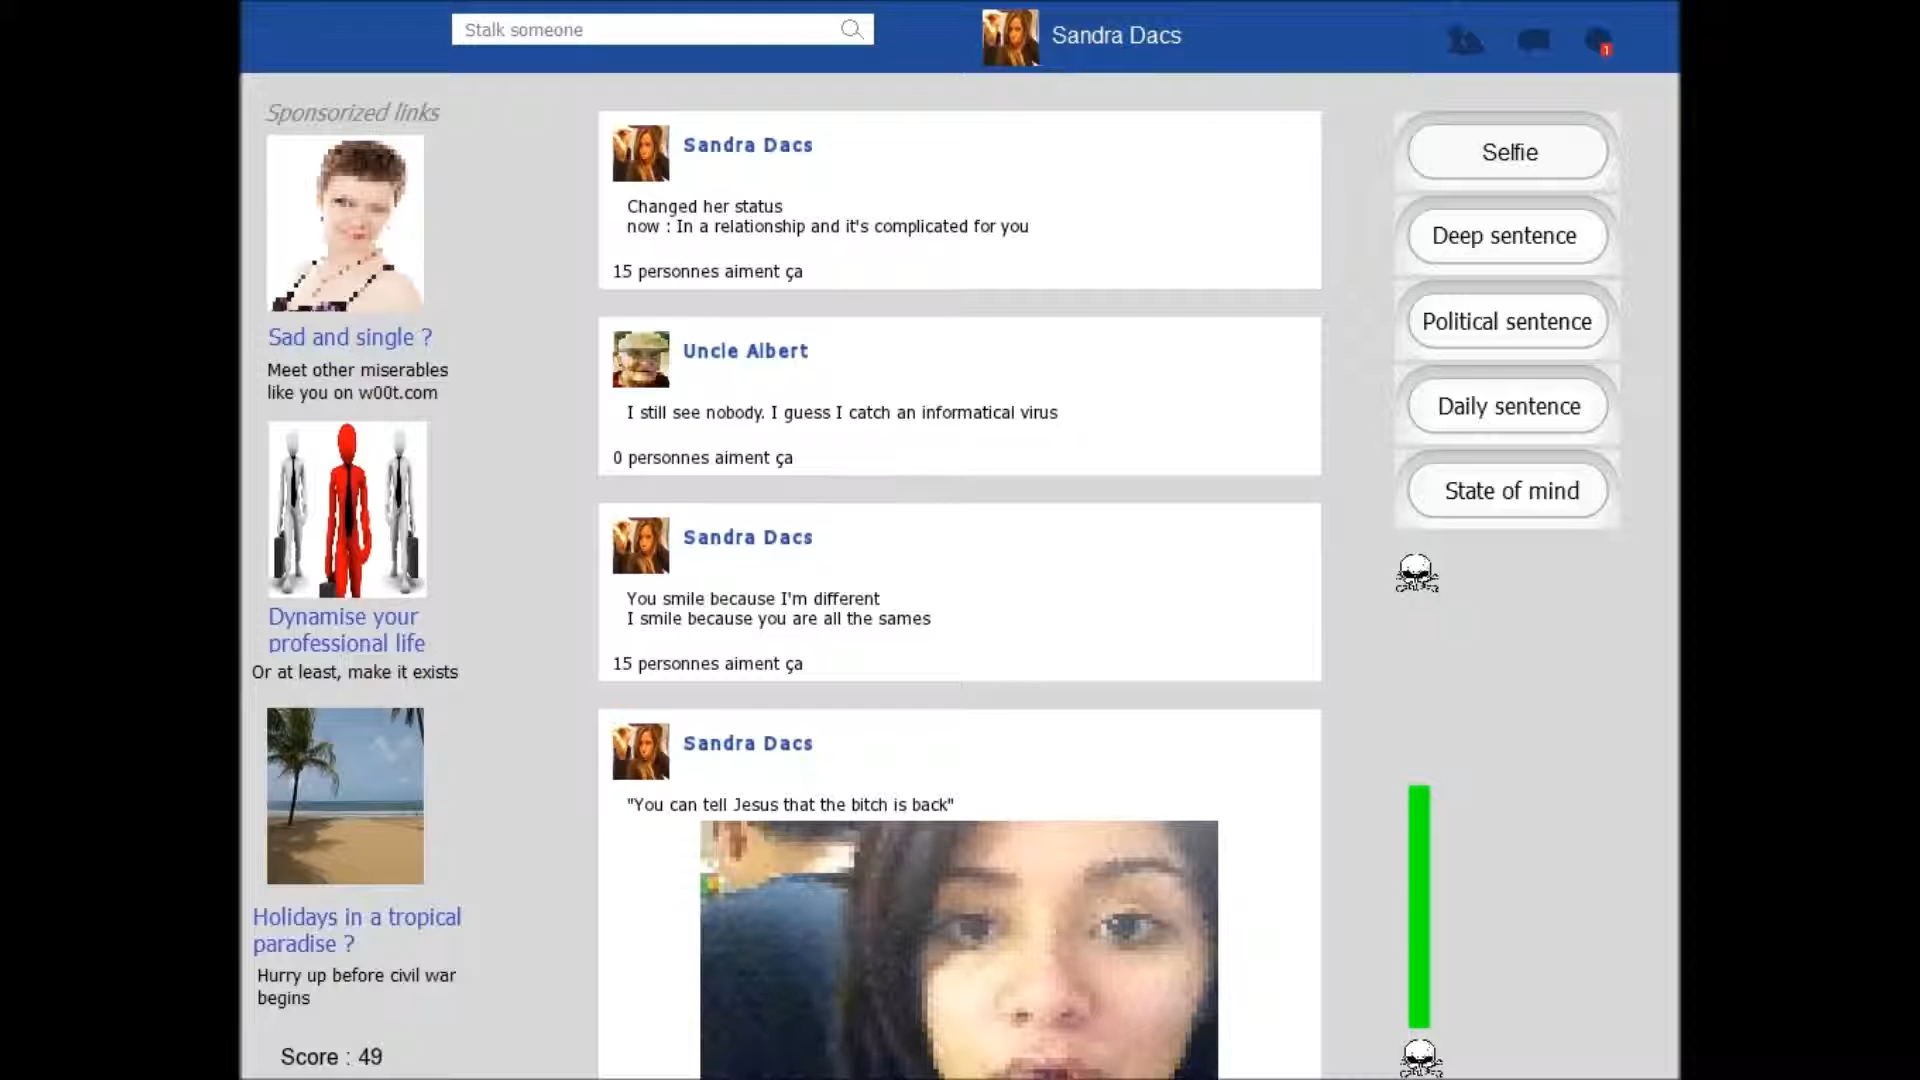 Stalk someone
Sandra Dacs
1
Sponsorized links
Sad and single ?
Meet other miserables
like you on w00t.com
Dynamise your
professional life
Or at least, make it exists
Holidays in a tropical
paradise ?
Hurry up before civil war
begins
Score : 49
Sandra Dacs
Changed her status
now : In a relationship and it's complicated for you
15 personnes aiment ça
Uncle Albert
I still see nobody. I guess I catch an informatical virus
0 personnes aiment ça
Sandra Dacs
You smile because I'm different
I smile because you are all the sames
15 personnes aiment ça
Sandra Dacs
"You can tell Jesus that the bitch is back"
Selfie
Deep sentence
Political sentence
Daily sentence
State of mind